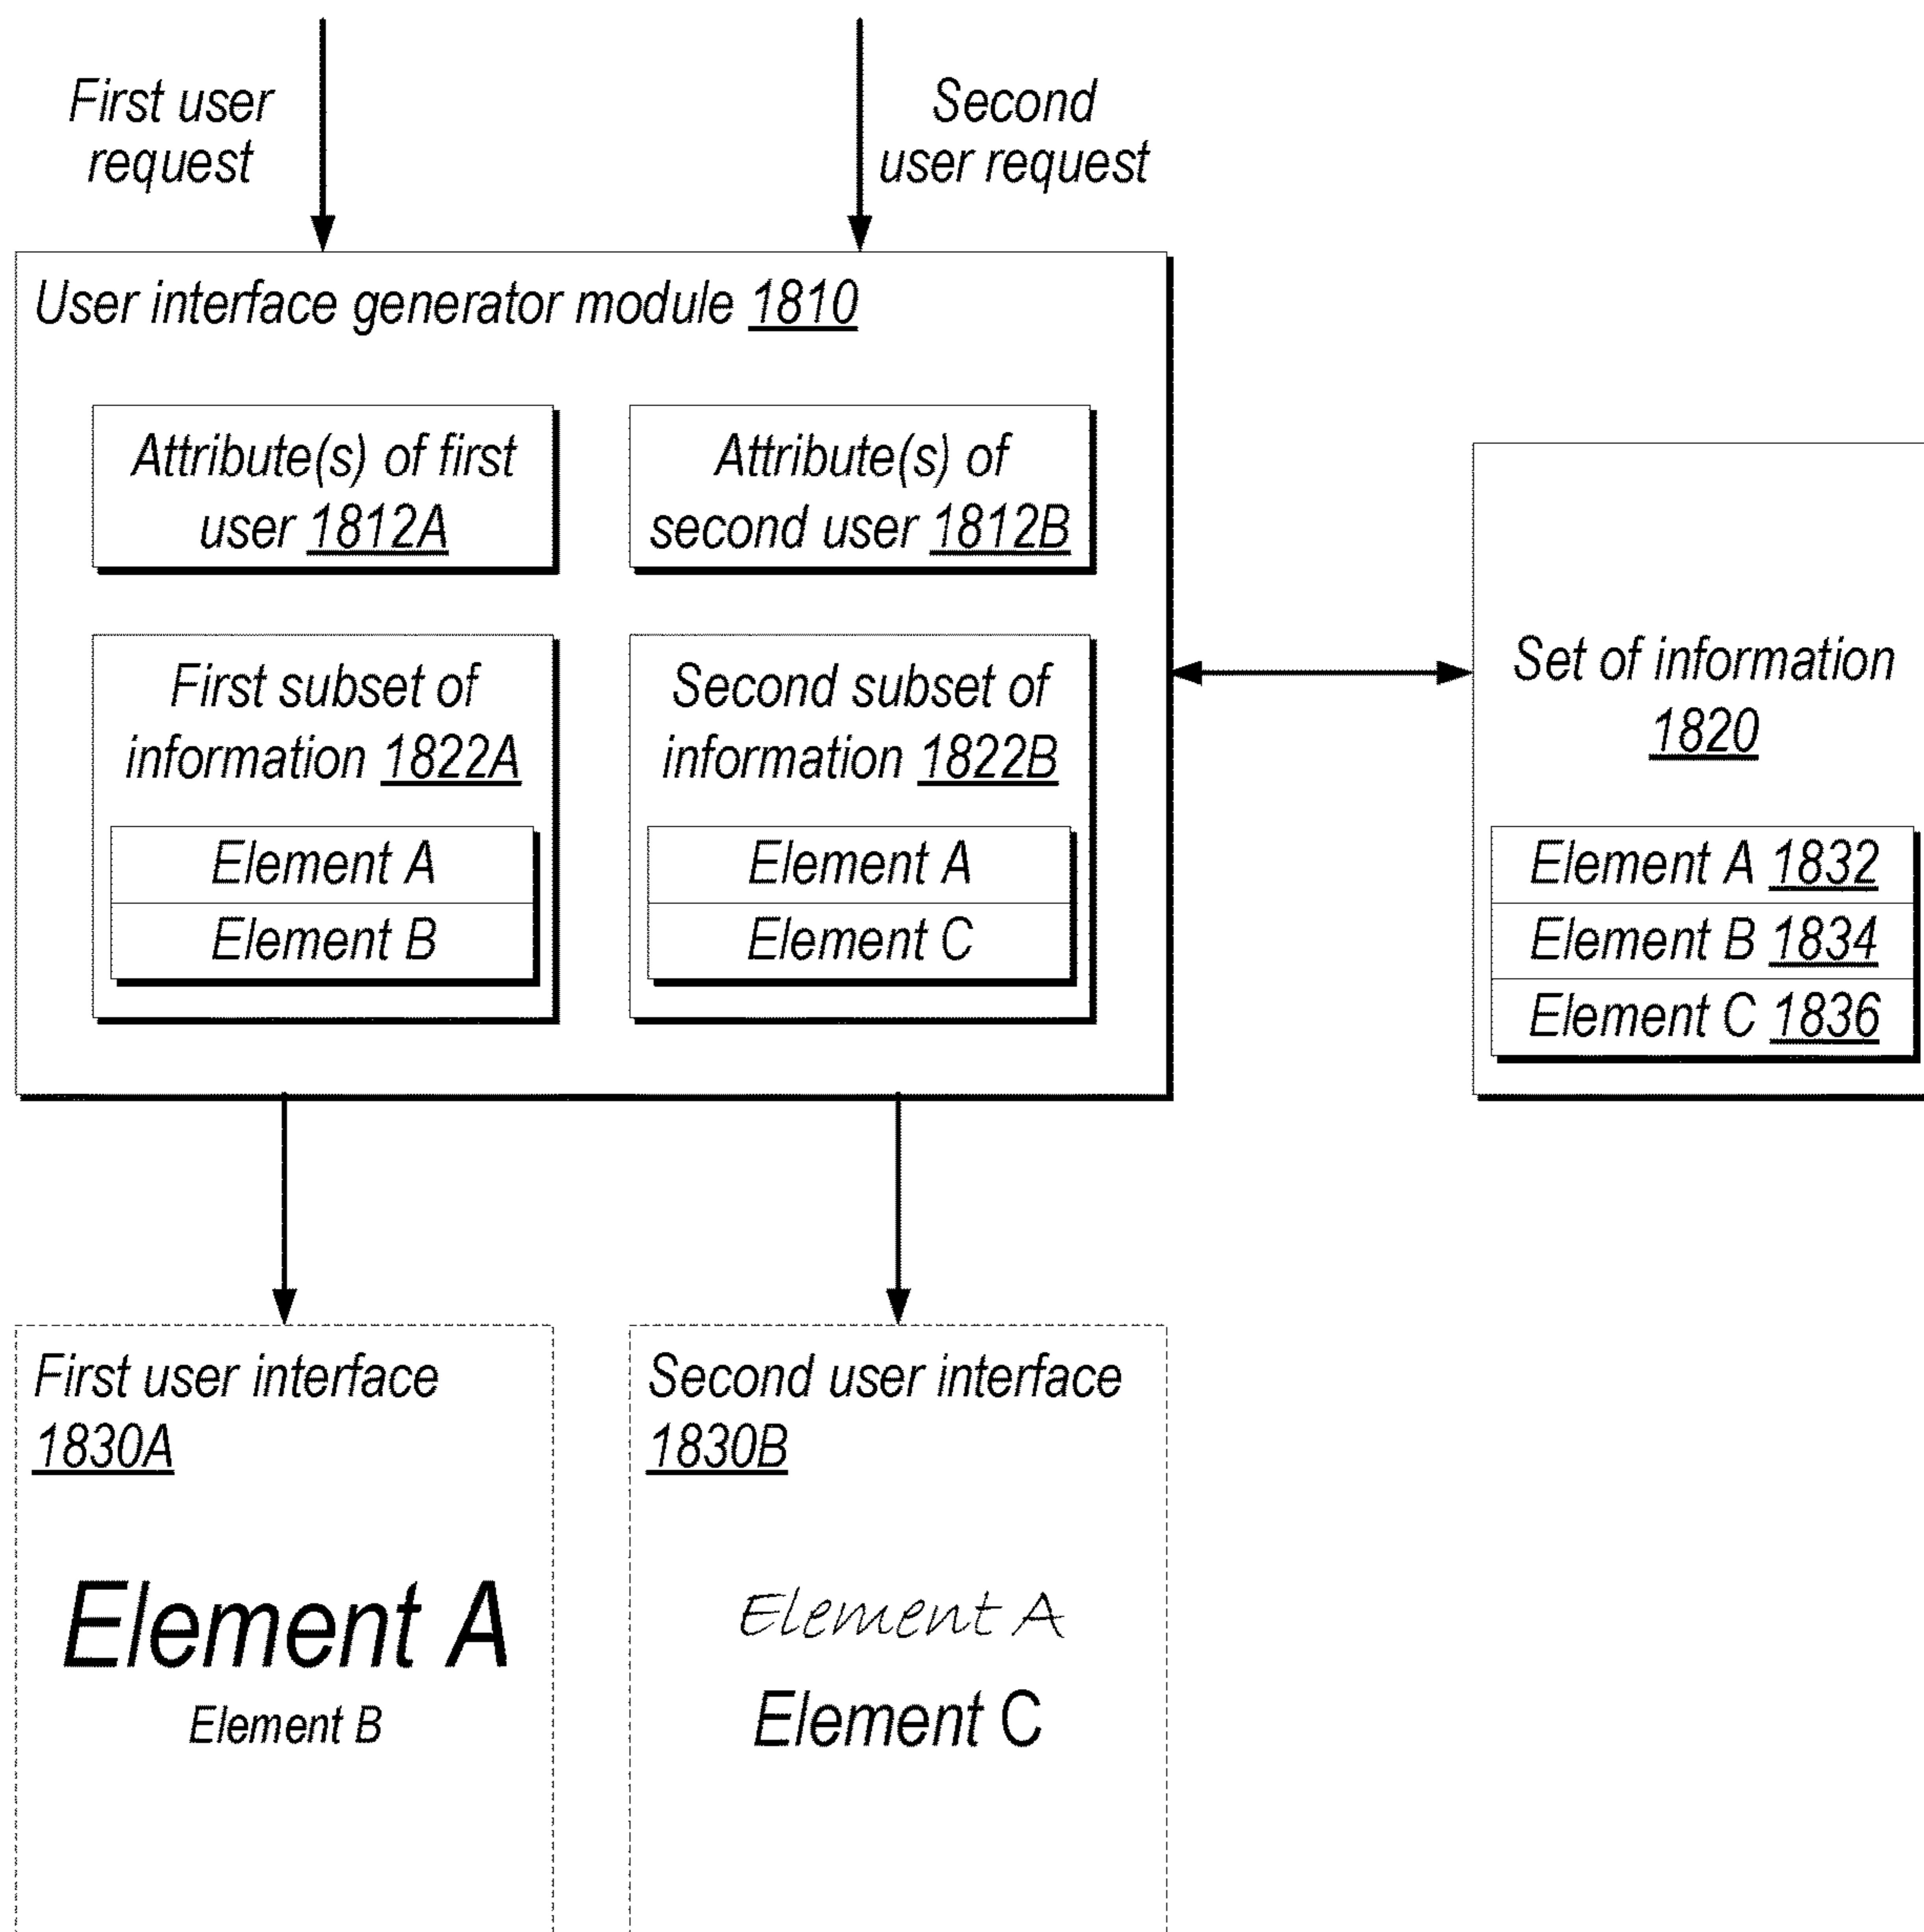 First user
request
Second
user request
User interface generator module 1810
Attribute(s) of first
user 1812A
Attribute(s) of
second user 1812B
First subset of
information 1822A
Element A
Element B
Second subset of
information 1822B
Element A
Element C
Set of information
1820
Element A 1832
Element B 1834
Element C 1836
First user interface
1830A
Element A
Element B
Second user interface
1830B
Element A
Element C